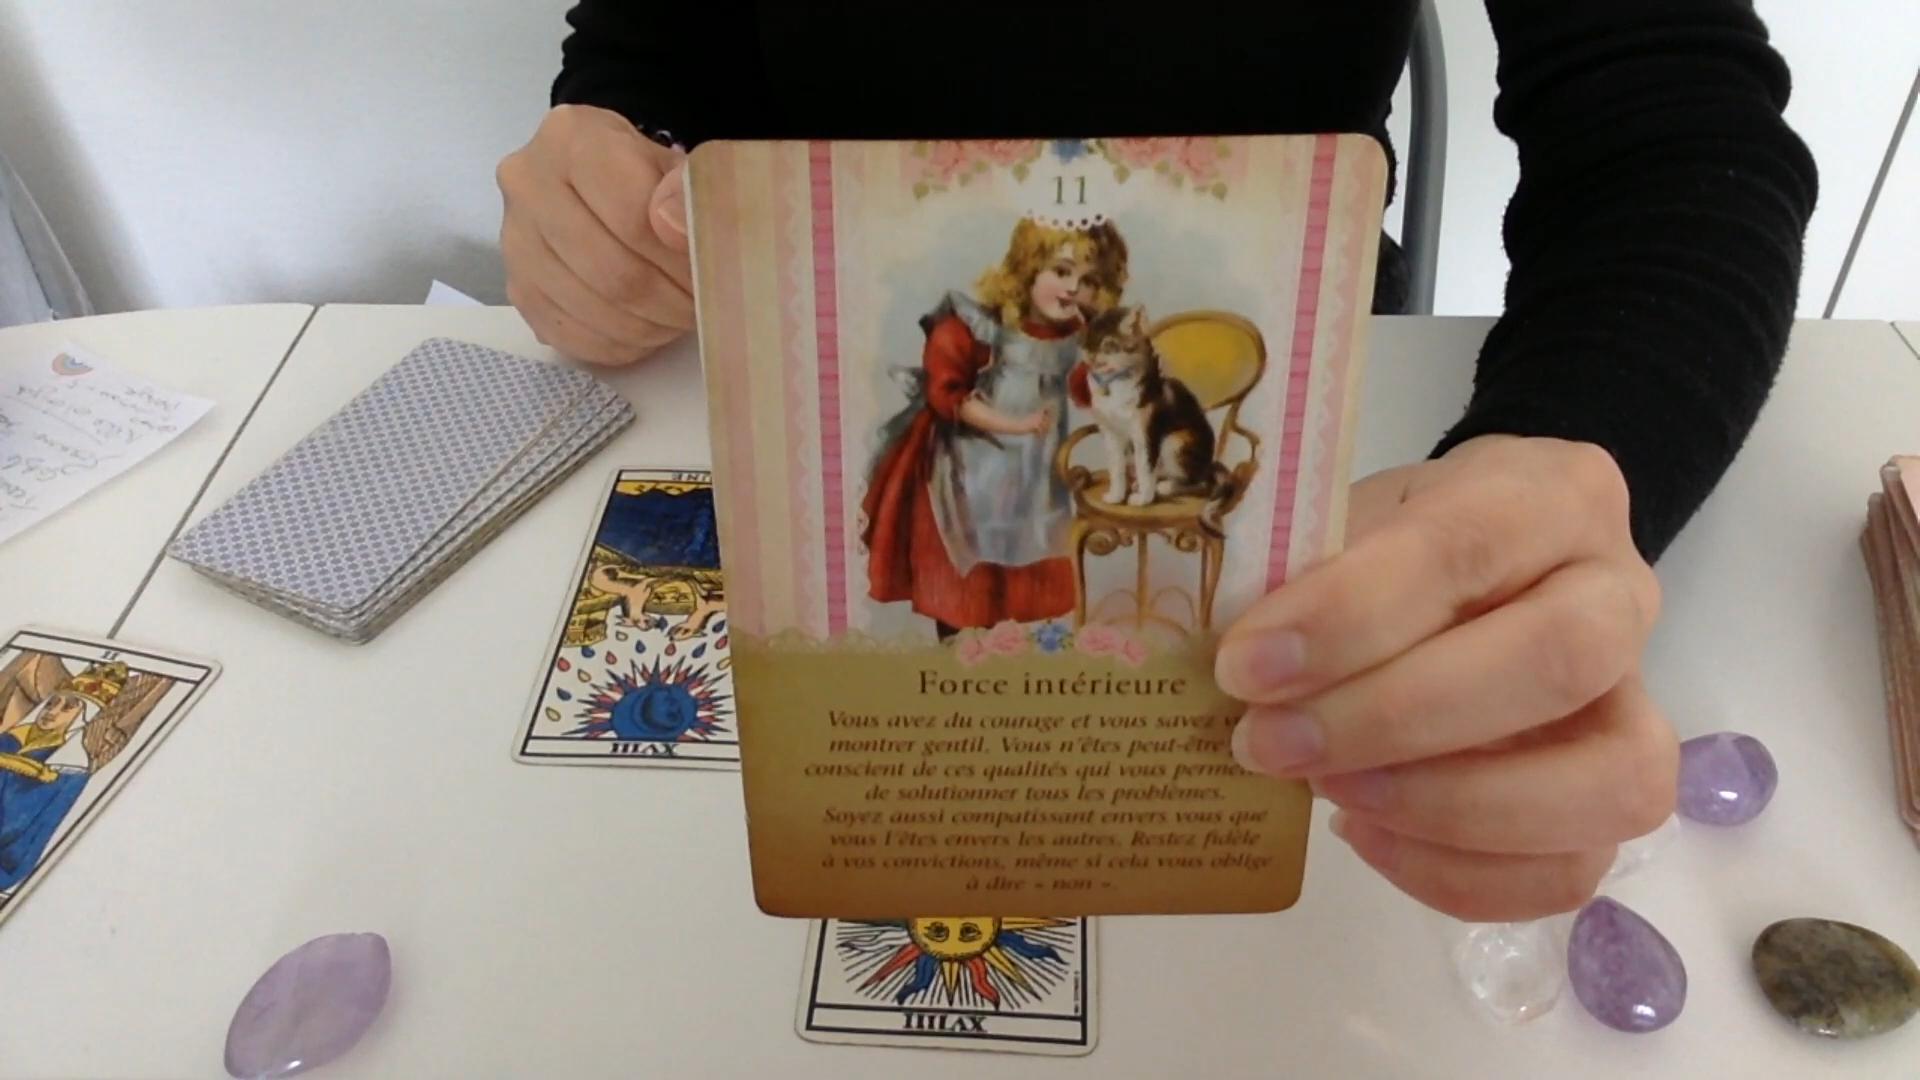 11
Force intérieure
Vous avez du courage et vous savez
montrer gentil. Vous n'êtes peut-être
conscient de ces qualités qui vous
de solutionner tous les problèmes.
Soyez aussi compatissant envers vous que
vous l'êtes envers les autres. Restez fidèle
à vos convictions, même si cela vous oblige
à dire « non ».
II
XVIII
XVIIII